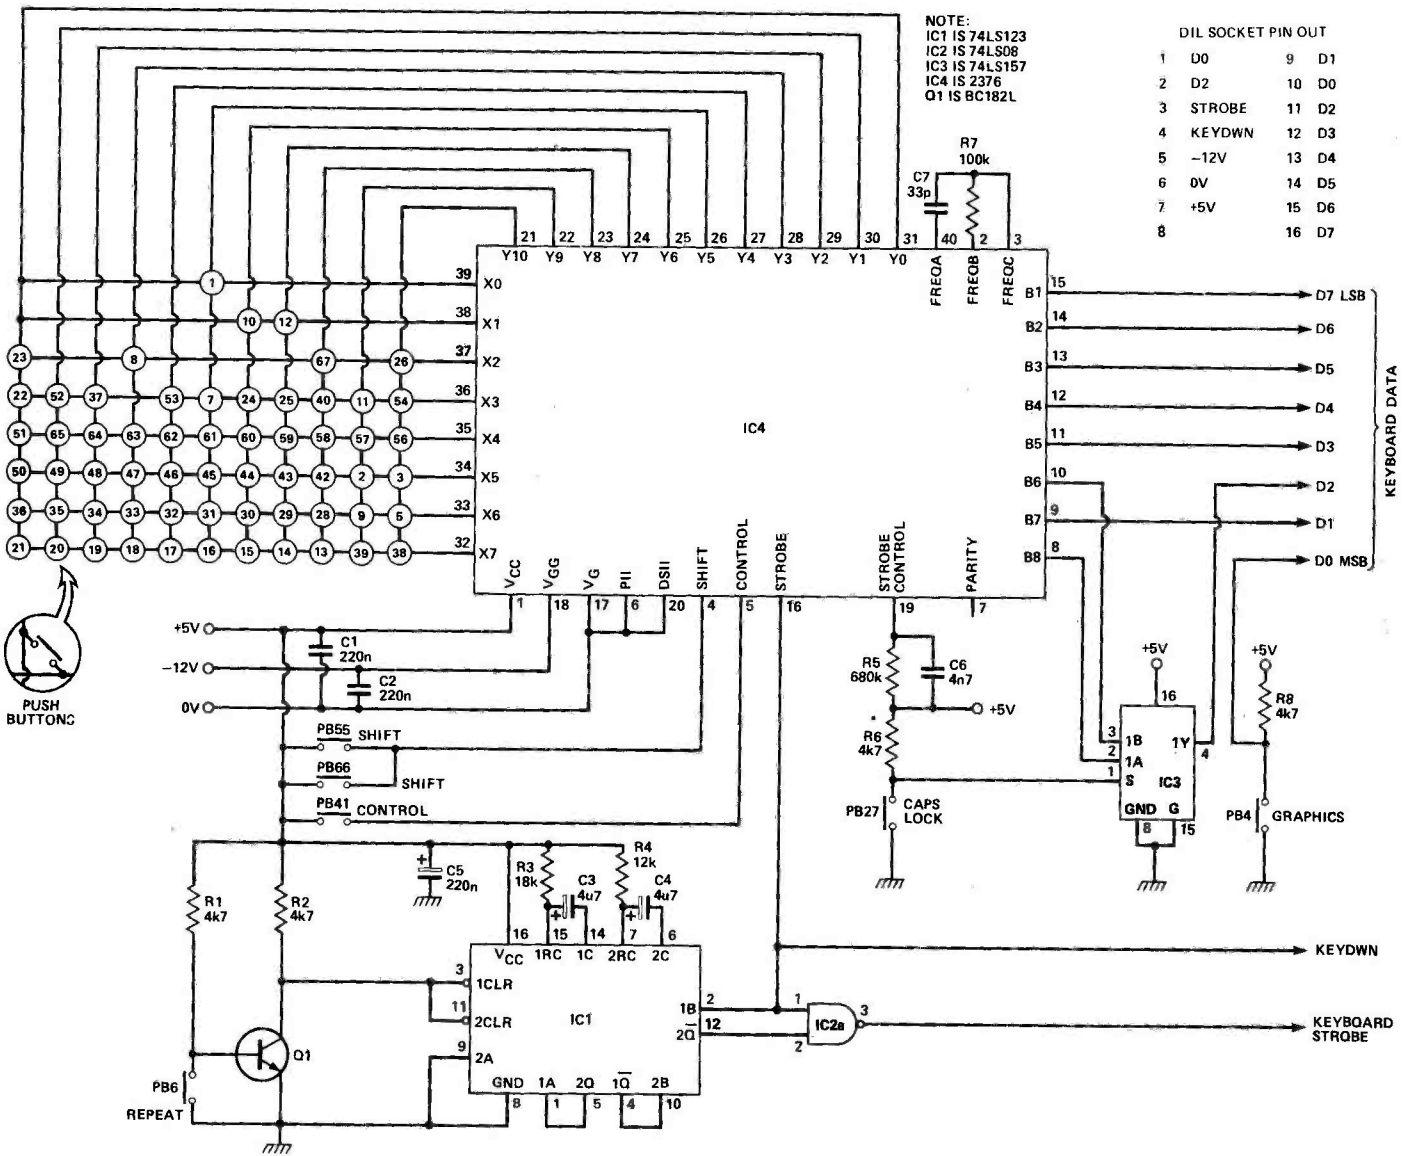 NOTE:
IC1 IS 74LS123
IC2 IS 74LS08
IC3 IS 74LS157
IC4 IS 2376
Q1 IS BC182L
DIL SOCKET PIN OUT
1 D0 9 D1
2 D2 10 D0
3 STROBE 11 D2
4 KEYDWN 12 D3
5 −12V 13 D4
6 0V 14 D5
7 +5V 15 D6
8 16 D7
R7
100k
C7
33p
21 22 23 24 25 26 27 28 29 30 31 40 2 3
Y10 Y9 Y8 Y7 Y6 Y5 Y4 Y3 Y2 Y1 Y0 FREQA FREQB FREQC
1 39 X0
10 12 38 X1
23 8 67 26 37 X2
22 52 37 53 7 24 25 40 11 54 36 X3
51 65 64 63 62 61 60 59 58 57 56 35 X4
50 49 48 47 46 45 44 43 42 2 3 34 X5
36 35 34 33 32 31 30 29 28 9 5 33 X6
21 20 19 18 17 16 15 14 13 39 38 32 X7
IC4
B1 15 D7 LSB
B2 14 D6
B3 13 D5
B4 12 D4
B5 11 D3
B6 10 D2
B7 9 D1
B8 8 D0 MSB
KEYBOARD DATA
VCC VGG VG PII DSII SHIFT CONTROL STROBE STROBE CONTROL PARITY
1 18 17 6 20 4 5 16 19 7
PUSH
BUTTONS
+5V
−12V
0V
C1
220n
C2
220n
PB55 SHIFT
PB66 SHIFT
PB41 CONTROL
R5
680k
C6
4n7
+5V
R6
4k7
PB27 CAPS
LOCK
+5V
16
3 1B
2 1A
1 S
1Y 4
IC3
GND G
8 15
+5V
R8
4k7
PB4 GRAPHICS
R1
4k7
R2
4k7
C5
220n
+
R3
18k
C3
4u7
+
R4
12k
C4
4u7
+
16 15 14 7 6
VCC 1RC 1C 2RC 2C
3 1CLR
11 2CLR
9 2A
IC1
1B 2
2Q 12
GND 1A 2Q 1Q 2B
8 1 5 4 10
Q1
PB6
REPEAT
1
2
IC2a
3
KEYDWN
KEYBOARD
STROBE